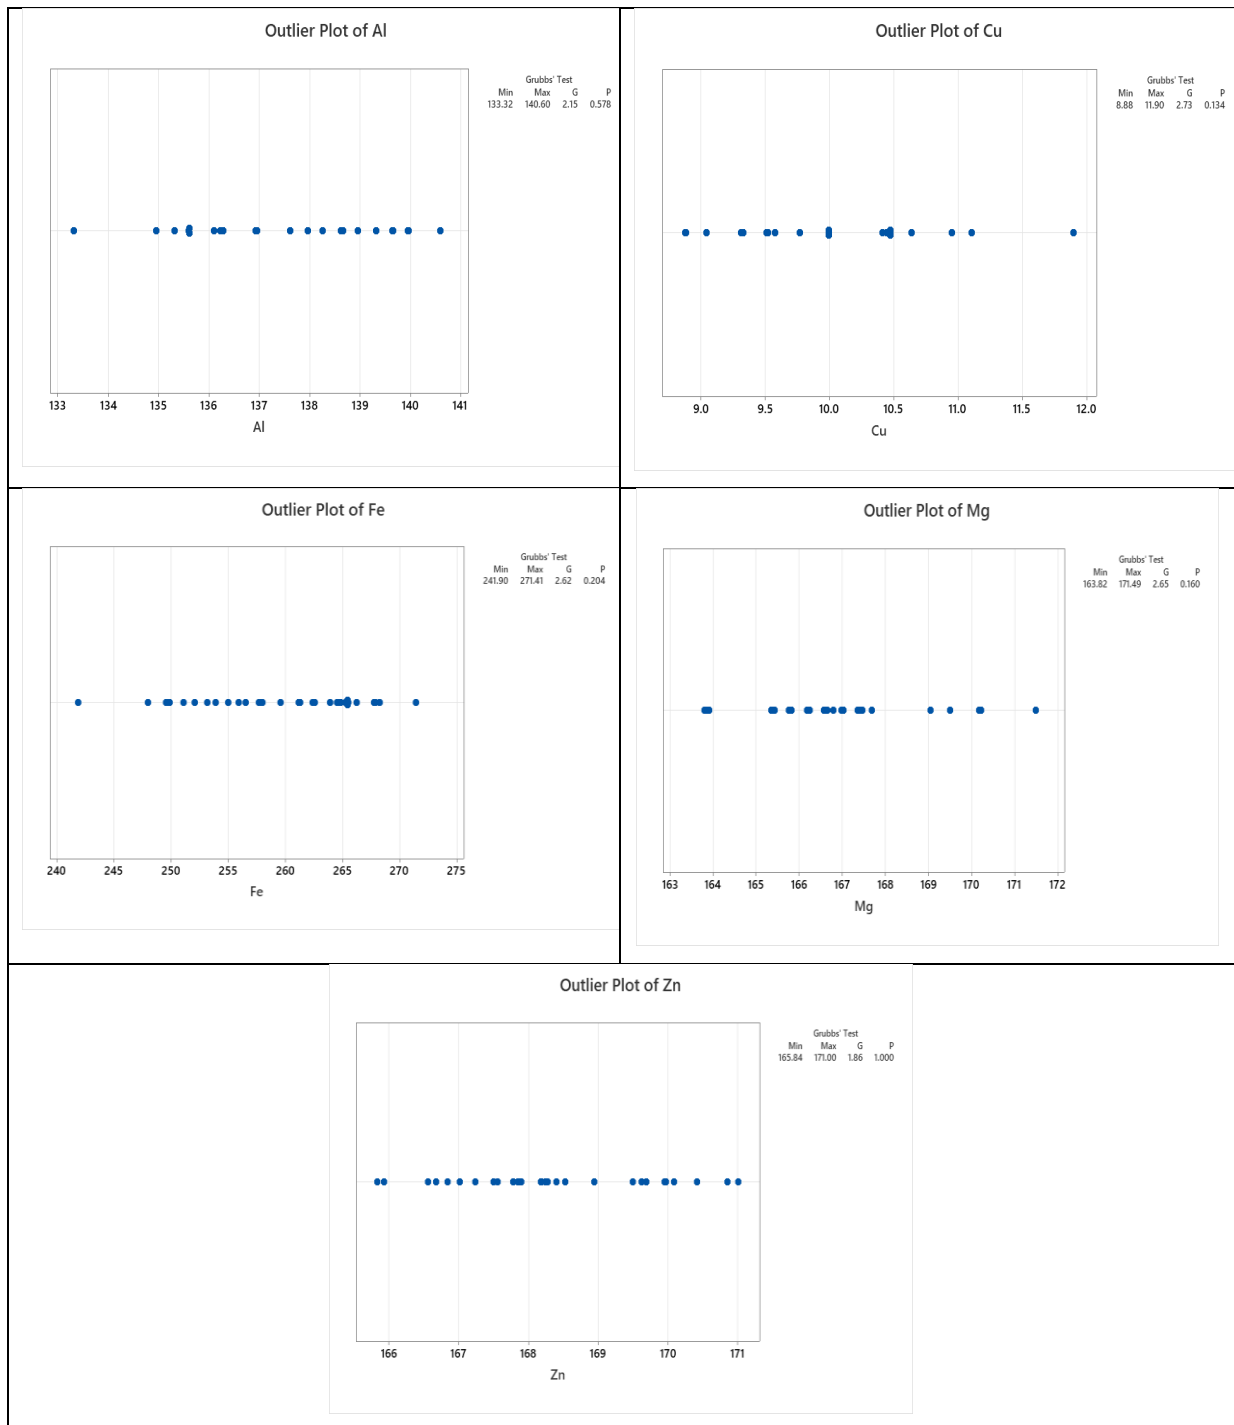 Outlier Plot of Al
Grubbs' Test
Min Max G P
133.32 140.60 2.15 0.578
133 134 135 136 137 138 139 140 141
Al
Outlier Plot of Cu
Grubbs' Test
Min Max G P
8.88 11.90 2.73 0.134
9.0 9.5 10.0 10.5 11.0 11.5 12.0
Cu
Outlier Plot of Fe
Grubbs' Test
Min Max G P
241.90 271.41 2.62 0.204
240 245 250 255 260 265 270 275
Fe
Outlier Plot of Mg
Grubbs' Test
Min Max G P
163.82 171.49 2.65 0.160
163 164 165 166 167 168 169 170 171 172
Mg
Outlier Plot of Zn
Grubbs' Test
Min Max G P
165.84 171.00 1.86 1.000
166 167 168 169 170 171
Zn